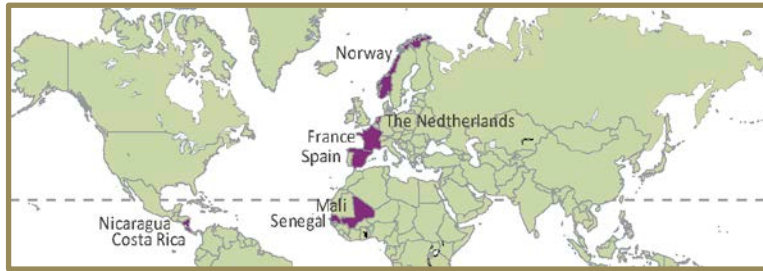 Norway
The Nedtherlands
France
Spain
Mali
Senegal
Nicaragua
Costa Rica